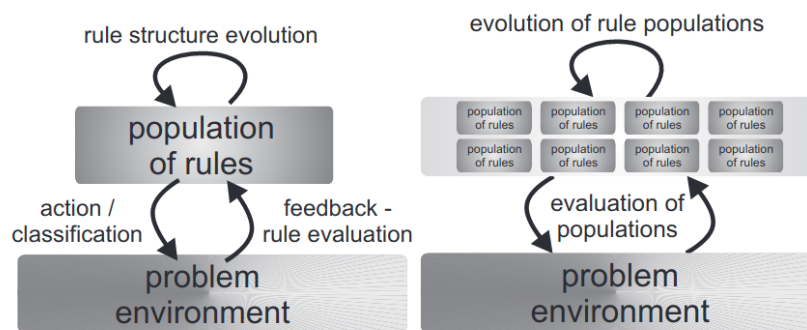 rule structure evolution
population
of rules
action /
classification
feedback -
rule evaluation
problem
environment
evolution of rule populations
population
of rules
population
of rules
population
of rules
population
of rules
population
of rules
population
of rules
population
of rules
population
of rules
evaluation of
populations
problem
environment